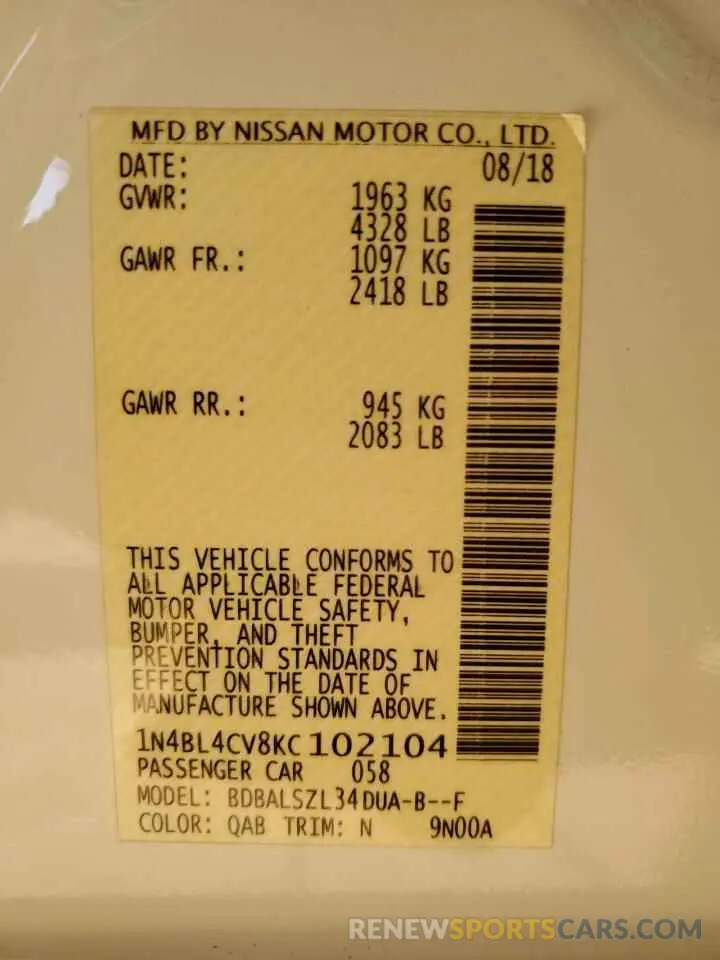 MFD BY NISSAN MOTOR CO., LTD.
DATE: 08/18
GVWR: 1963 KG
4328 LB
GAWR FR.: 1097 KG
2418 LB
GAWR RR.: 945 KG
2083 LB
THIS VEHICLE CONFORMS TO
ALL APPLICABLE FEDERAL
MOTOR VEHICLE SAFETY,
BUMPER, AND THEFT
PREVENTION STANDARDS IN
EFFECT ON THE DATE OF
MANUFACTURE SHOWN ABOVE.
1N4BL4CV8KC102104
PASSENGER CAR 058
MODEL: BDBALSZL34DUA-B--F
COLOR: QAB TRIM: N 9N00A
RENEWSPORTSCARS.COM